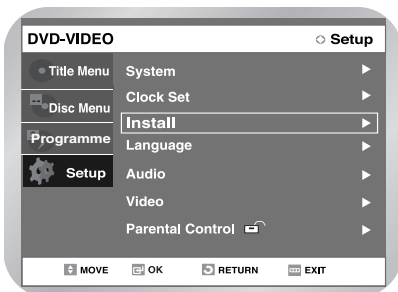 DVD-VIDEO Setup
Title Menu
Disc Menu
Programme
Setup
System
Clock Set
Install
Language
Audio
Video
Parental Control
MOVE OK RETURN EXIT